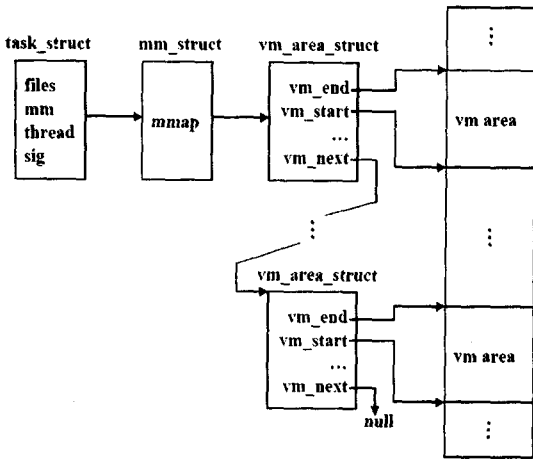 task_struct
mm_struct
vm_area_struct
files
mm
thread
sig
mmap
vm_end
vm_start
...
vm_next
⋮
vm area
⋮
⋮
vm_area_struct
vm_end
vm_start
...
vm_next
null
vm area
⋮